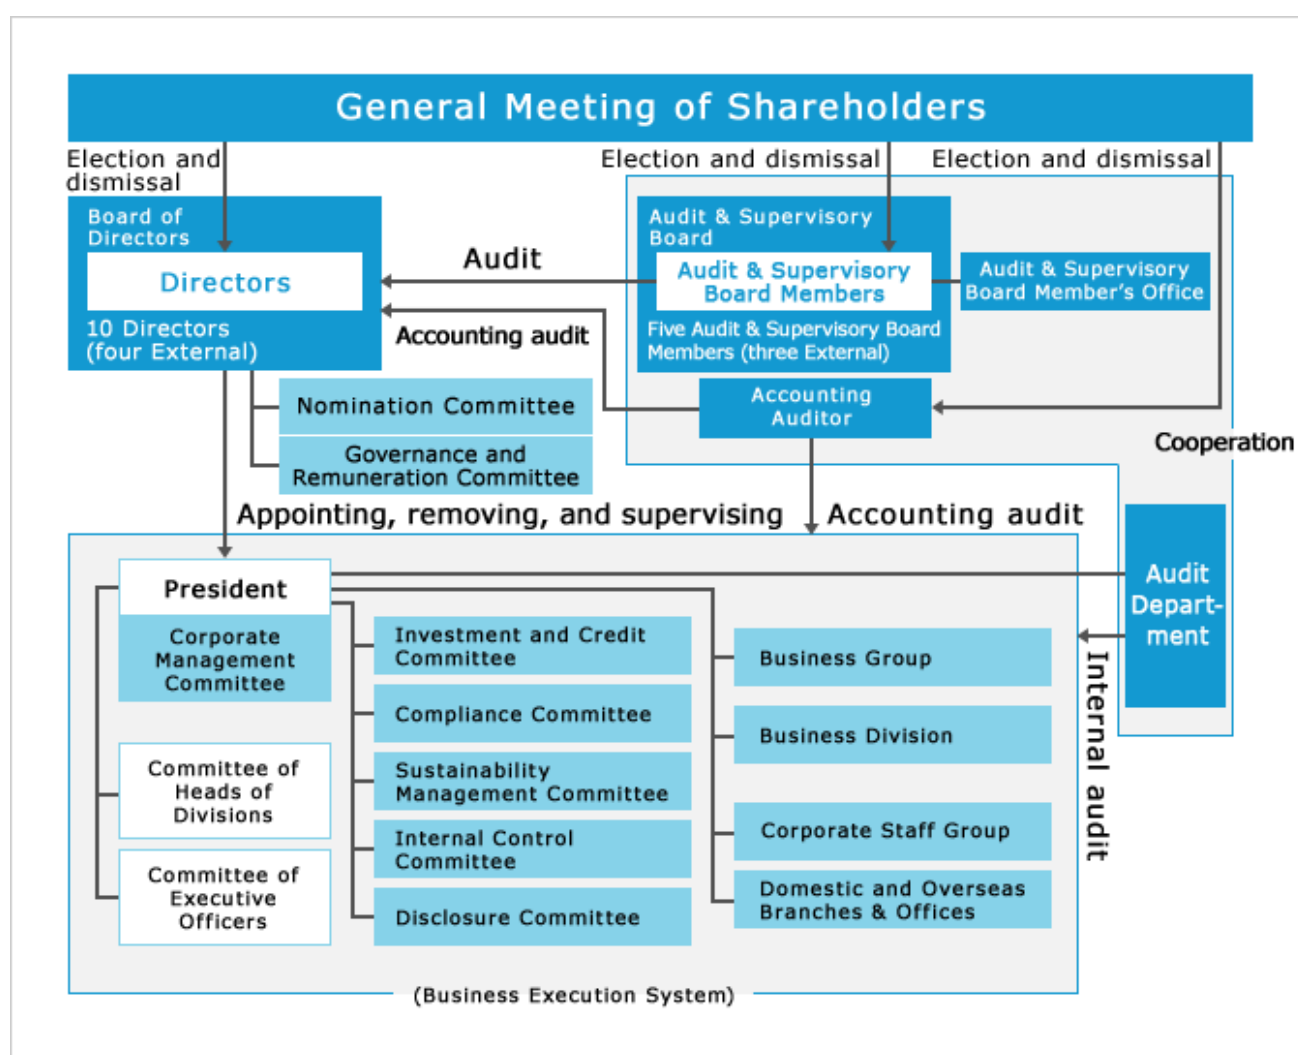 General Meeting of Shareholders
Election and
dismissal
Election and dismissal
Election and dismissal
Board of
Directors
Directors
10 Directors
(four External)
Audit
Accounting audit
Audit & Supervisory
Board
Audit & Supervisory
Board Members
Five Audit & Supervisory Board
Members (three External)
Audit & Supervisory
Board Member's Office
Accounting
Auditor
Nomination Committee
Governance and
Remuneration Committee
Cooperation
Appointing, removing, and supervising
Accounting audit
President
Corporate
Management
Committee
Committee of
Heads of
Divisions
Committee of
Executive
Officers
Investment and Credit
Committee
Compliance Committee
Sustainability
Management Committee
Internal Control
Committee
Disclosure Committee
Business Group
Business Division
Corporate Staff Group
Domestic and Overseas
Branches & Offices
Audit
Depart-
ment
Internal audit
(Business Execution System)